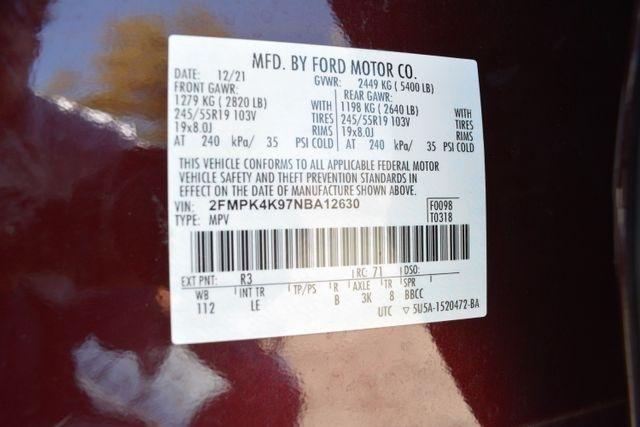 MFD. BY FORD MOTOR CO.
DATE: 12/21 GVWR: 2449 KG ( 5400 LB)
FRONT GAWR: REAR GAWR:
1279 KG ( 2820 LB) WITH 1198 KG ( 2640 LB) WITH
245/55R19 103V TIRES 245/55R19 103V TIRES
19x8.0J RIMS 19x8.0J RIMS
AT 240 kPa/ 35 PSI COLD AT 240 kPa/ 35 PSI COLD
THIS VEHICLE CONFORMS TO ALL APPLICABLE FEDERAL MOTOR
VEHICLE SAFETY AND THEFT PREVENTION STANDARDS IN
EFFECT ON THE DATE OF MANUFACTURE SHOWN ABOVE.
VIN: 2FMPK4K97NBA12630 F0098
TYPE: MPV T0318
EXT PNT: R3 RC: 71 DSO:
WB INT TR TP/PS R AXLE TR SPR
112 LE B 3K 8 BBCC
UTC ▽ 5U5A-1520472-BA